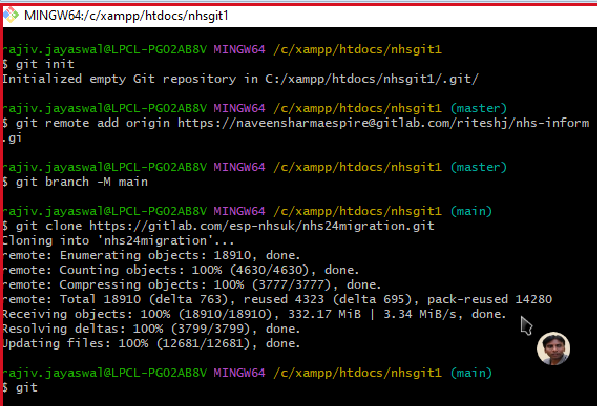 MINGW64:/c/xampp/htdocs/nhsgit1
rajiv.jayaswal@LPCL-PG02AB8V MINGW64 /c/xampp/htdocs/nhsgit1
$ git init
Initialized empty Git repository in C:/xampp/htdocs/nhsgit1/.git/
rajiv.jayaswal@LPCL-PG02AB8V MINGW64 /c/xampp/htdocs/nhsgit1 (master)
$ git remote add origin https://naveensharmaespire@gitlab.com/riteshj/nhs-inform
.gi
rajiv.jayaswal@LPCL-PG02AB8V MINGW64 /c/xampp/htdocs/nhsgit1 (master)
$ git branch -M main
rajiv.jayaswal@LPCL-PG02AB8V MINGW64 /c/xampp/htdocs/nhsgit1 (main)
$ git clone https://gitlab.com/esp-nhsuk/nhs24migration.git
Cloning into 'nhs24migration'...
remote: Enumerating objects: 18910, done.
remote: Counting objects: 100% (4630/4630), done.
remote: Compressing objects: 100% (3777/3777), done.
remote: Total 18910 (delta 763), reused 4323 (delta 695), pack-reused 14280
Receiving objects: 100% (18910/18910), 332.17 MiB | 3.34 MiB/s, done.
Resolving deltas: 100% (3799/3799), done.
Updating files: 100% (12681/12681), done.
rajiv.jayaswal@LPCL-PG02AB8V MINGW64 /c/xampp/htdocs/nhsgit1 (main)
$ git